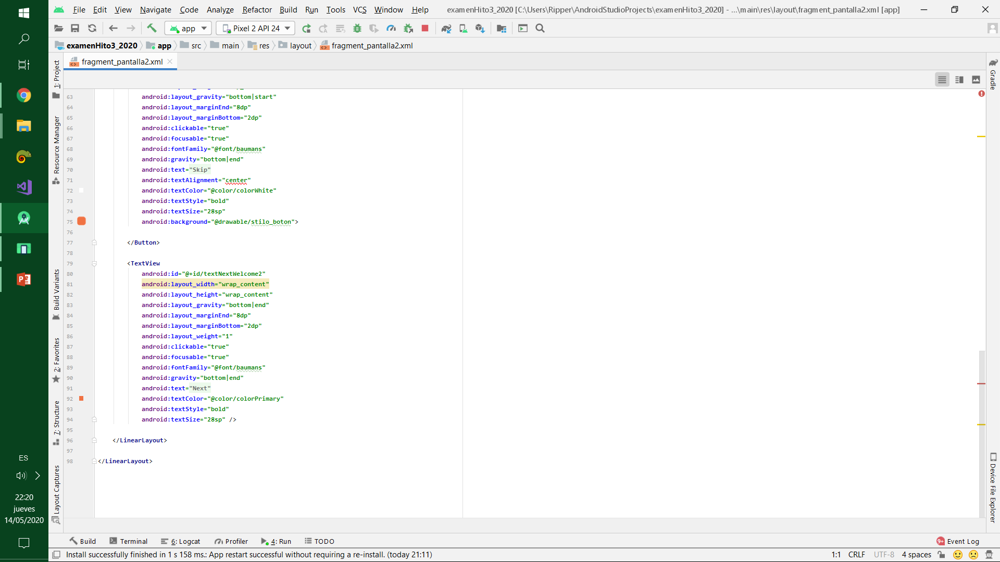 File Edit View Navigate Code Analyze Refactor Build Run Tools VCS Window Help examenHito3_2020 [C:\Users\Ripper\AndroidStudioProjects\examenHito3_2020] - ...\main\res\layout\fragment_pantalla2.xml [app]
app Pixel 2 API 24
examenHito3_2020 app src main res layout fragment_pantalla2.xml
fragment_pantalla2.xml
1: Project
Resource Manager
Build Variants
2: Favorites
7: Structure
Layout Captures
63 android:layout_gravity="bottom|start"
64 android:layout_marginEnd="8dp"
65 android:layout_marginBottom="2dp"
66 android:clickable="true"
67 android:focusable="true"
68 android:fontFamily="@font/baumans"
69 android:gravity="bottom|end"
70 android:text="Skip"
71 android:textAlignment="center"
72 android:textColor="@color/colorWhite"
73 android:textStyle="bold"
74 android:textSize="28sp"
75 android:background="@drawable/stilo_boton">
76
77 </Button>
78
79 <TextView
80 android:id="@+id/textNextWelcome2"
81 android:layout_width="wrap_content"
82 android:layout_height="wrap_content"
83 android:layout_gravity="bottom|end"
84 android:layout_marginEnd="8dp"
85 android:layout_marginBottom="2dp"
86 android:layout_weight="1"
87 android:clickable="true"
88 android:focusable="true"
89 android:fontFamily="@font/baumans"
90 android:gravity="bottom|end"
91 android:text="Next"
92 android:textColor="@color/colorPrimary"
93 android:textStyle="bold"
94 android:textSize="28sp" />
95
96 </LinearLayout>
97
98 </LinearLayout>
Gradle
Device File Explorer
ES
22:20
jueves
14/05/2020
Build Terminal 6: Logcat Profiler 4: Run TODO 9+ Event Log
Install successfully finished in 1 s 158 ms.: App restart successful without requiring a re-install. (today 21:11) 1:1 CRLF UTF-8 4 spaces